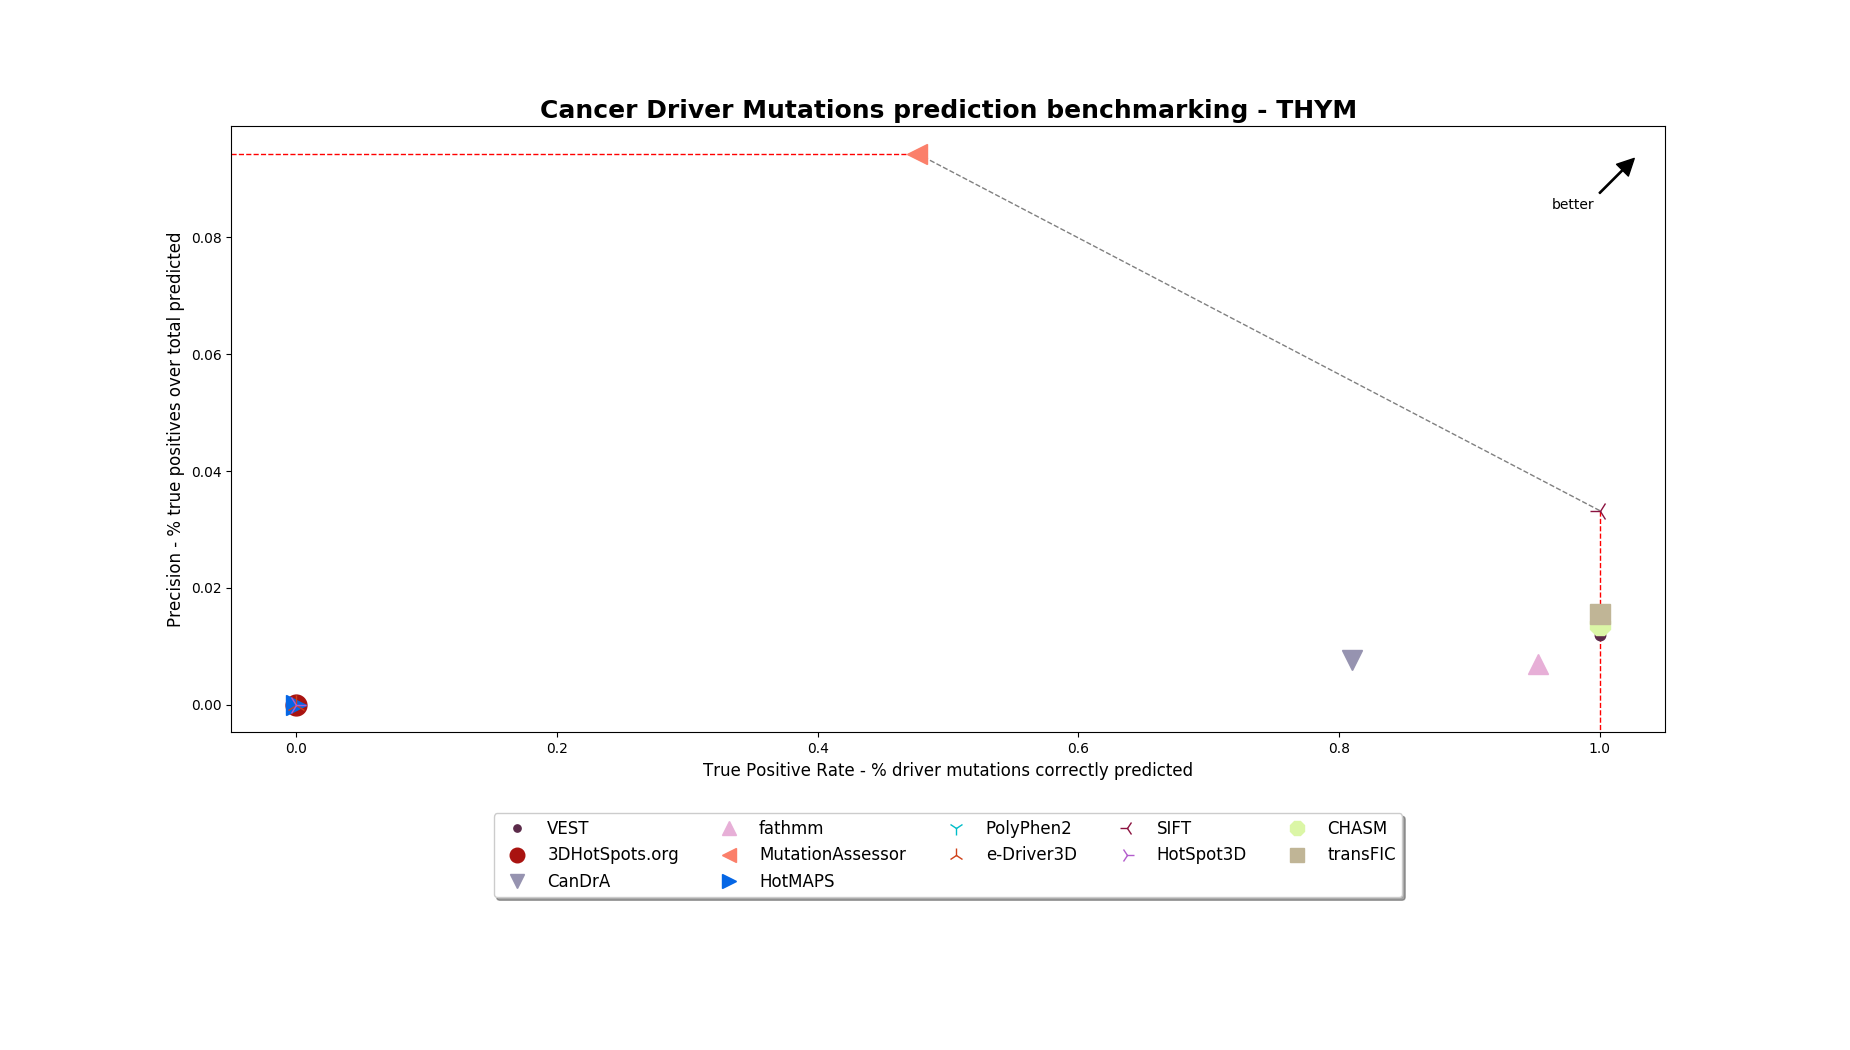 Cancer Driver Mutations prediction benchmarking - THYM
better
Precision - % true positives over total predicted
0.08
0.06
0.04
0.02
0.00
0.0 0.2 0.4 0.6 0.8 1.0
True Positive Rate - % driver mutations correctly predicted
VEST fathmm PolyPhen2 SIFT CHASM
3DHotSpots.org MutationAssessor e-Driver3D HotSpot3D transFIC
CanDrA HotMAPS